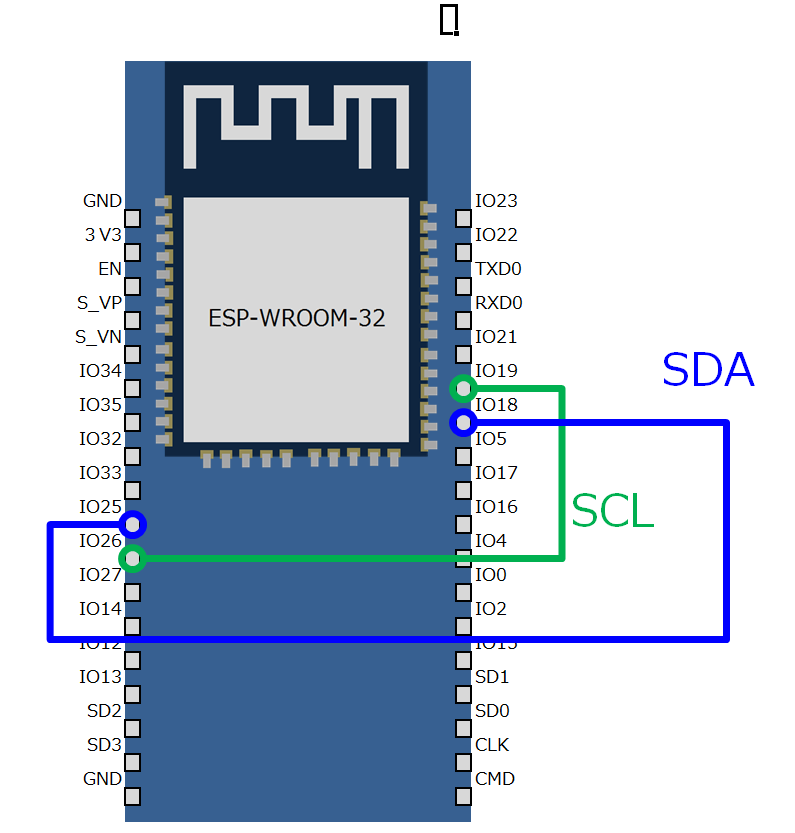 GND
3V3
EN
S_VP
S_VN
IO34
IO35
IO32
IO33
IO25
IO26
IO27
IO14
IO12
IO13
SD2
SD3
GND
ESP-WROOM-32
IO23
IO22
TXD0
RXD0
IO21
IO19
IO18
IO5
IO17
IO16
IO4
IO0
IO2
IO15
SD1
SD0
CLK
CMD
SDA
SCL